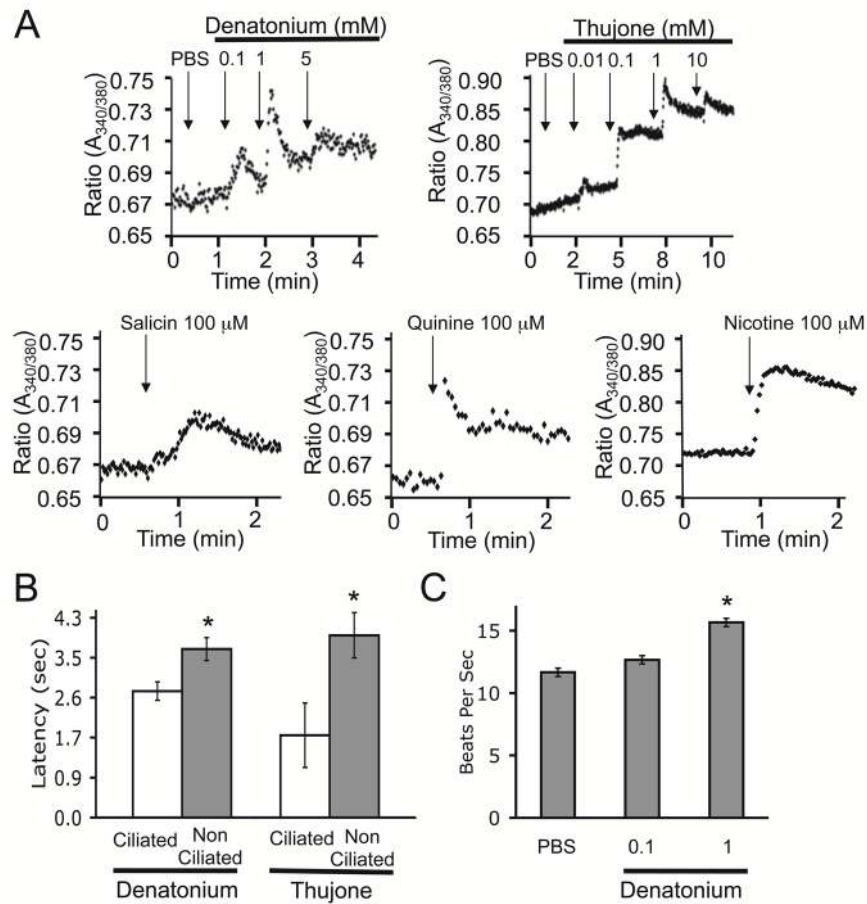 A
Denatonium (mM)
PBS 0.1 1 5
Ratio (A340/380)
0.75
0.71
0.69
0.67
0.65
0 1 2 3 4
Time (min)
Thujone (mM)
PBS 0.01 0.1 1 10
Ratio (A340/380)
0.90
0.85
0.80
0.75
0.70
0 2 5 8 10
Time (min)
Salicin 100 μM
Ratio (A340/380)
0.75
0.73
0.71
0.69
0.67
0.65
0 1 2
Time (min)
Quinine 100 μM
Ratio (A340/380)
0.75
0.73
0.71
0.69
0.67
0.65
0 1 2
Time (min)
Nicotine 100 μM
Ratio (A340/380)
0.90
0.85
0.80
0.75
0.70
0.65
0 1 2
Time (min)
B
Latency (sec)
4.3
3.5
2.6
1.7
0.9
0.0
*
*
Ciliated
Non
Ciliated
Ciliated
Non
Ciliated
Denatonium
Thujone
C
Beats Per Sec
15
10
5
0
*
PBS 0.1 1
Denatonium